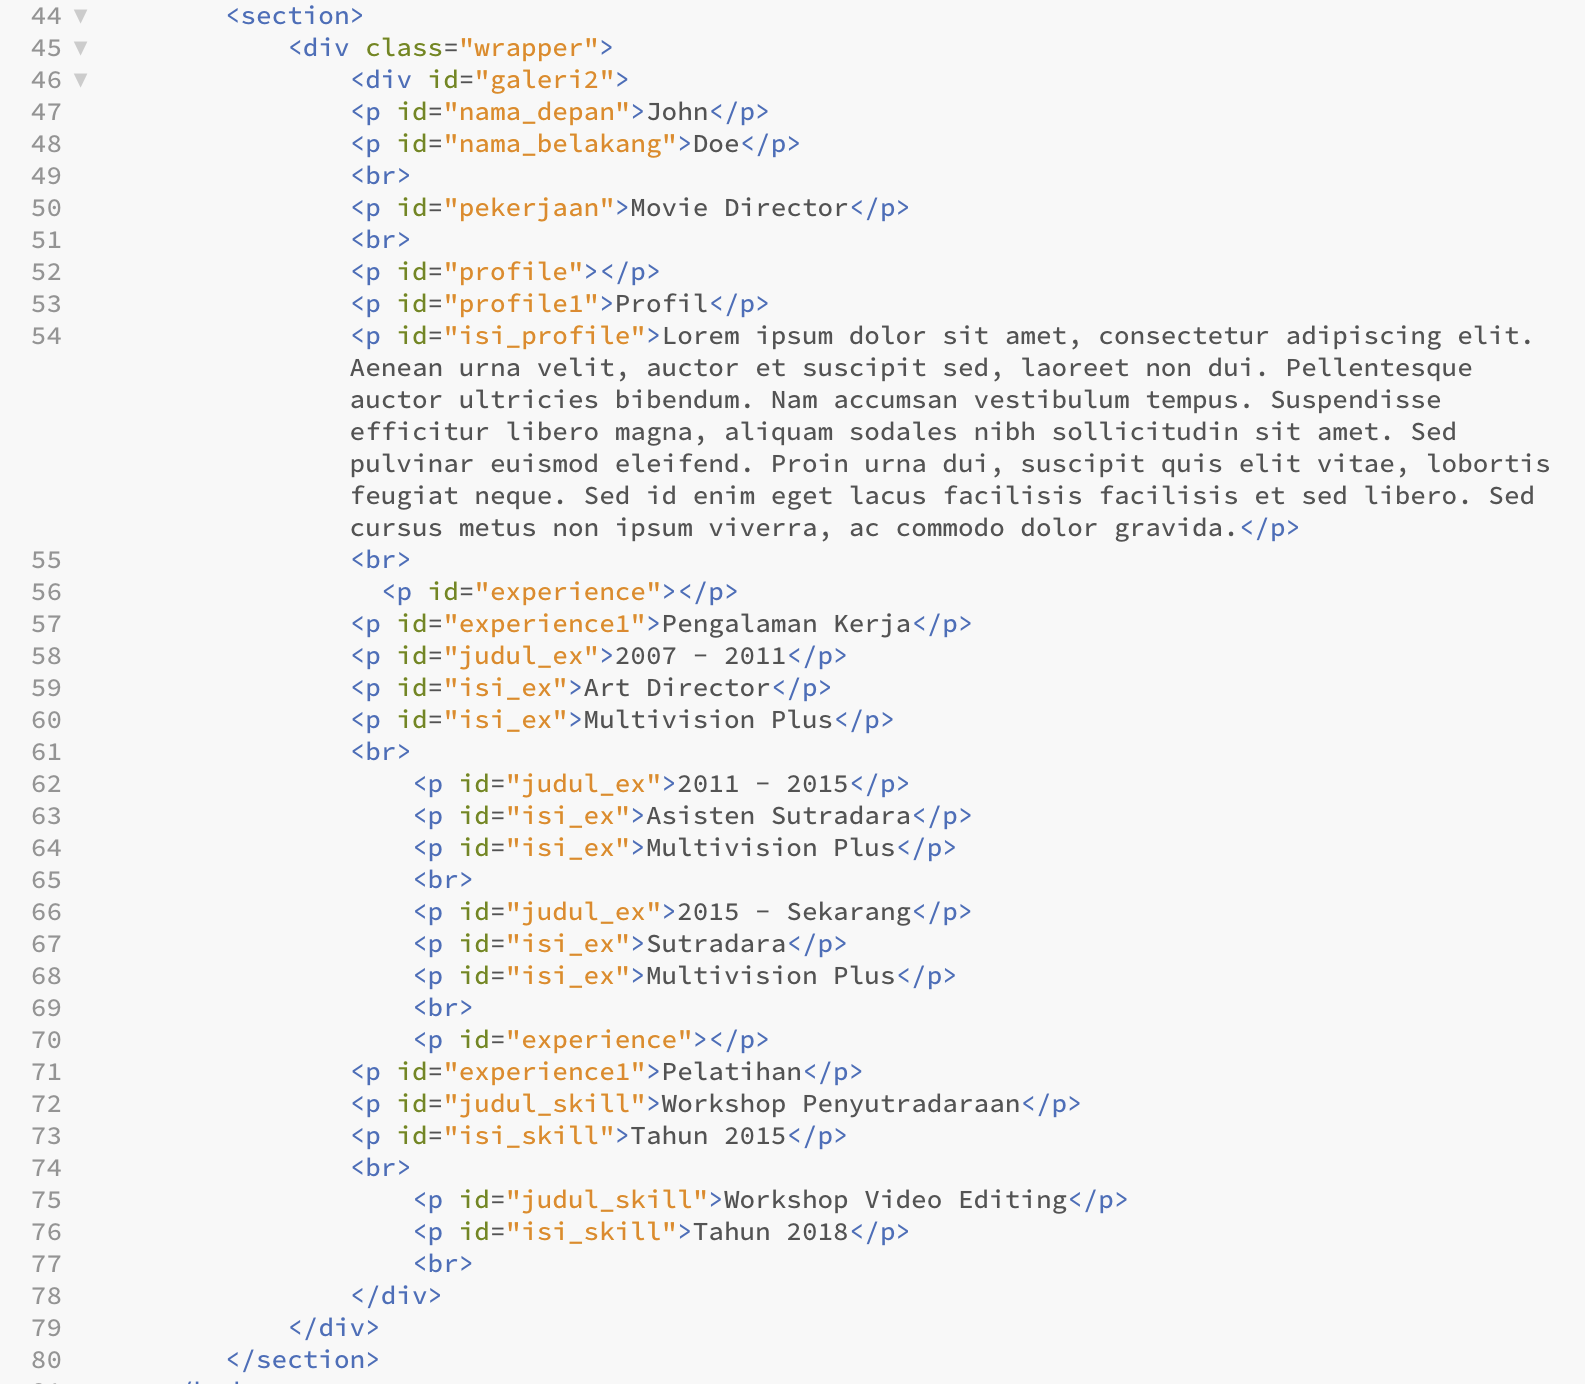 44 ▼ <section>
45 ▼ <div class="wrapper">
46 ▼ <div id="galeri2">
47 <p id="nama_depan">John</p>
48 <p id="nama_belakang">Doe</p>
49 <br>
50 <p id="pekerjaan">Movie Director</p>
51 <br>
52 <p id="profile"></p>
53 <p id="profile1">Profil</p>
54 <p id="isi_profile">Lorem ipsum dolor sit amet, consectetur adipiscing elit.
Aenean urna velit, auctor et suscipit sed, laoreet non dui. Pellentesque
auctor ultricies bibendum. Nam accumsan vestibulum tempus. Suspendisse
efficitur libero magna, aliquam sodales nibh sollicitudin sit amet. Sed
pulvinar euismod eleifend. Proin urna dui, suscipit quis elit vitae, lobortis
feugiat neque. Sed id enim eget lacus facilisis facilisis et sed libero. Sed
cursus metus non ipsum viverra, ac commodo dolor gravida.</p>
55 <br>
56 <p id="experience"></p>
57 <p id="experience1">Pengalaman Kerja</p>
58 <p id="judul_ex">2007 - 2011</p>
59 <p id="isi_ex">Art Director</p>
60 <p id="isi_ex">Multivision Plus</p>
61 <br>
62 <p id="judul_ex">2011 - 2015</p>
63 <p id="isi_ex">Asisten Sutradara</p>
64 <p id="isi_ex">Multivision Plus</p>
65 <br>
66 <p id="judul_ex">2015 - Sekarang</p>
67 <p id="isi_ex">Sutradara</p>
68 <p id="isi_ex">Multivision Plus</p>
69 <br>
70 <p id="experience"></p>
71 <p id="experience1">Pelatihan</p>
72 <p id="judul_skill">Workshop Penyutradaraan</p>
73 <p id="isi_skill">Tahun 2015</p>
74 <br>
75 <p id="judul_skill">Workshop Video Editing</p>
76 <p id="isi_skill">Tahun 2018</p>
77 <br>
78 </div>
79 </div>
80 </section>